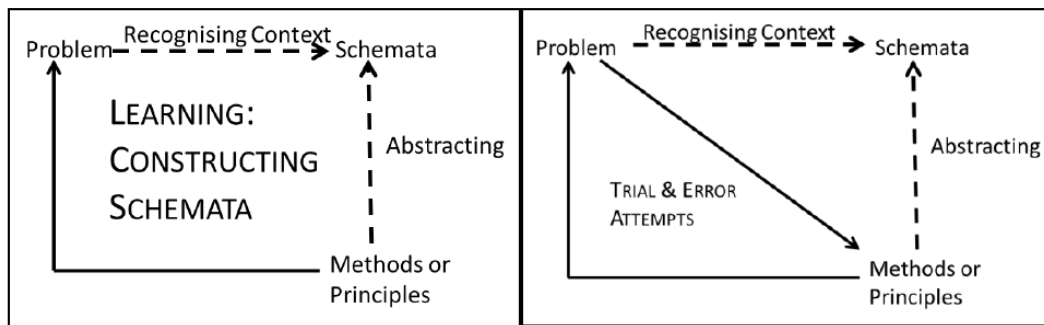 Recognising Context
Problem
Schemata
LEARNING:
CONSTRUCTING
SCHEMATA
Abstracting
Methods or
Principles
Recognising Context
Problem
Schemata
Abstracting
TRIAL & ERROR
ATTEMPTS
Methods or
Principles